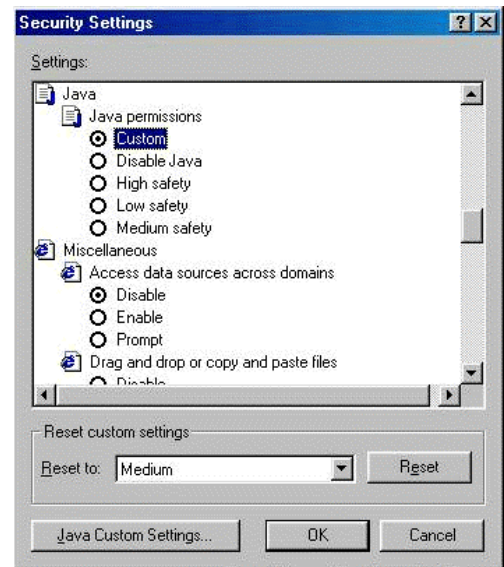 Security Settings
Settings:
Java
Java permissions
Custom
Disable Java
High safety
Low safety
Medium safety
Miscellaneous
Access data sources across domains
Disable
Enable
Prompt
Drag and drop or copy and paste files
Disable
Reset custom settings
Reset to: Medium Reset
Java Custom Settings... OK Cancel